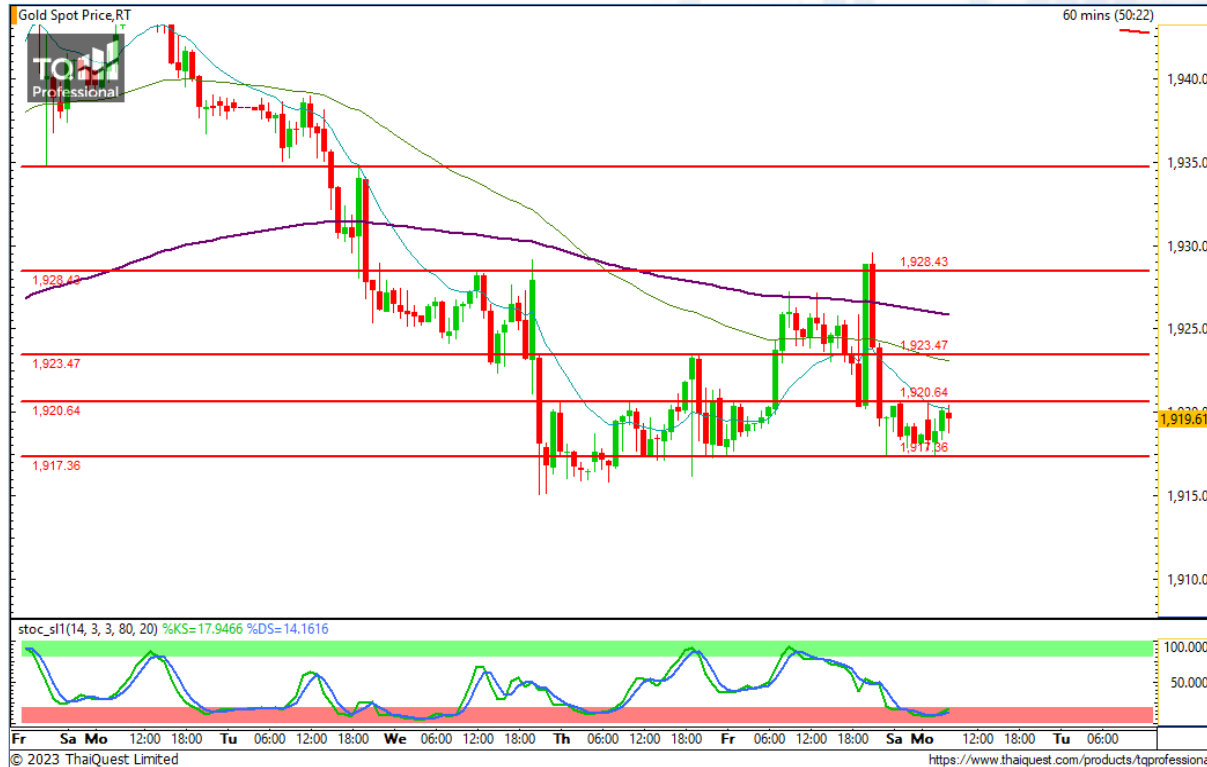 Gold Spot Price,RT
60 mins (50:22)
TQ
Professional
1,940.0
1,935.0
1,930.0
1,928.43
1,928.43
1,925.0
1,923.47
1,923.47
1,920.64
1,920.64
1,919.61
1,917.36
1,917.36
1,915.0
1,910.0
stoc_sl1(14, 3, 3, 80, 20) %KS=17.9466 %DS=14.1616
100.000
50.000
Fr Sa Mo 12:00 18:00 Tu 06:00 12:00 18:00 We 06:00 12:00 18:00 Th 06:00 12:00 18:00 Fr 06:00 12:00 18:00 Sa Mo 12:00 18:00 Tu 06:00
© 2023 ThaiQuest Limited
https://www.thaiquest.com/products/tqprofessiona